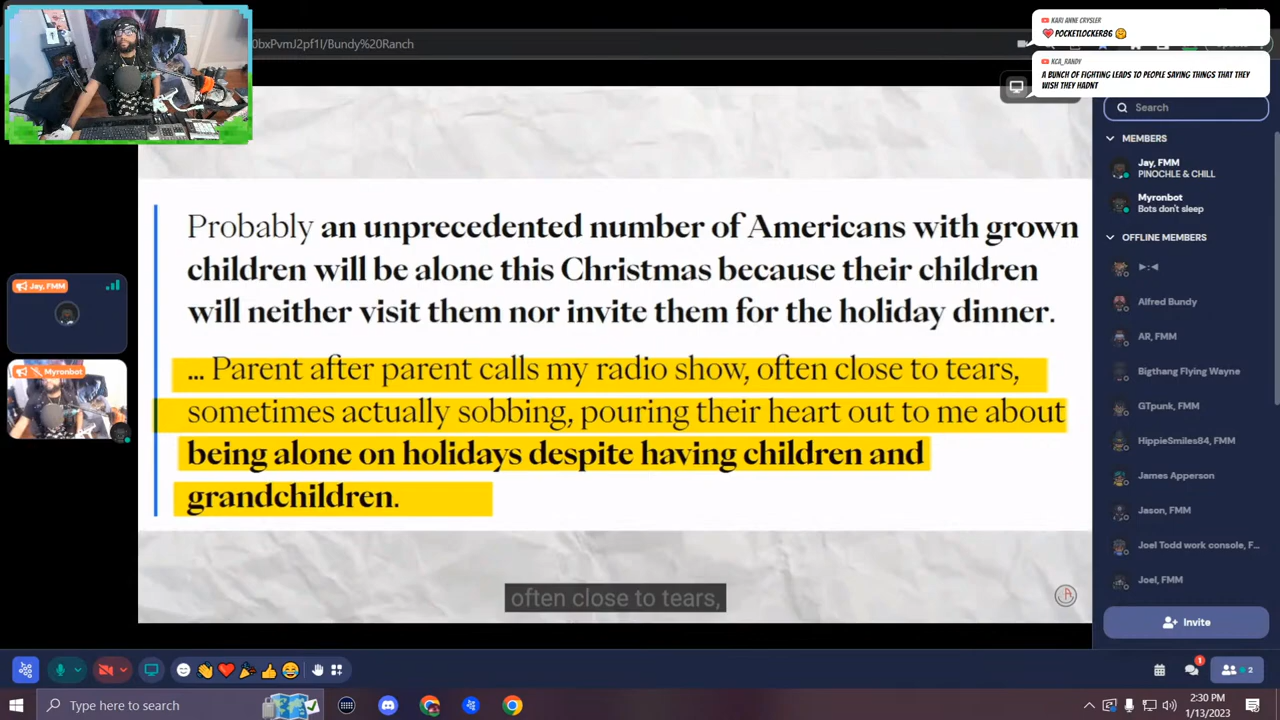 0bxPvmJ2pf1I/Bundy%20Ranch
KARI ANNE CRYSLER
❤️ POCKETLOCKER86 🤗
KCA_RANDY
A BUNCH OF FIGHTING LEADS TO PEOPLE SAYING THINGS THAT THEY
WISH THEY HADNT
Search
MEMBERS
Jay, FMM
PINOCHLE & CHILL
Myronbot
Bots don't sleep
OFFLINE MEMBERS
►:◄
Alfred Bundy
AR, FMM
Bigthang Flying Wayne
GTpunk, FMM
HippieSmiles84, FMM
James Apperson
Jason, FMM
Joel Todd work console, F...
Joel, FMM
Invite
Jay, FMM
Myronbot
Probably an unprecedented number of Americans with grown
children will be alone this Christmas because their children
will neither visit them nor invite them for the holiday dinner.
... Parent after parent calls my radio show, often close to tears,
sometimes actually sobbing, pouring their heart out to me about
being alone on holidays despite having children and
grandchildren.
often close to tears,
1
2
Type here to search
2:30 PM
1/13/2023